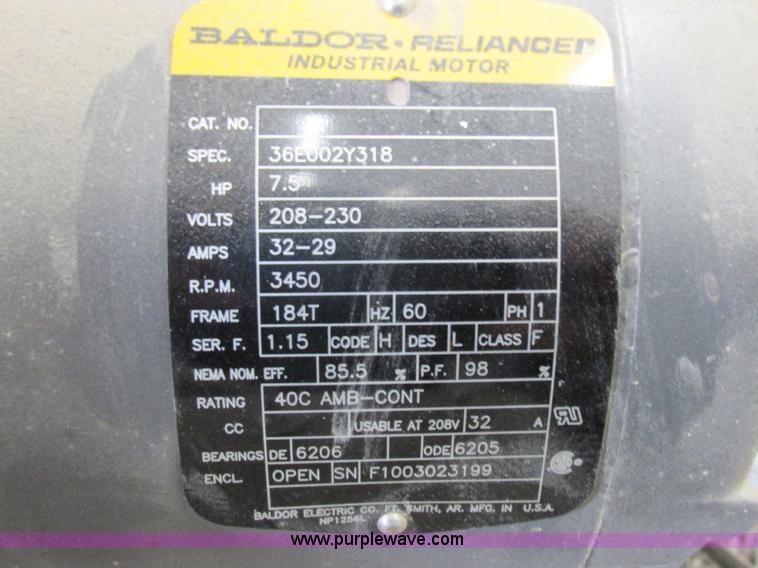 BALDOR • RELIANCER
INDUSTRIAL MOTOR
CAT. NO.
SPEC. 36E002Y318
HP 7.5
VOLTS 208-230
AMPS 32-29
R.P.M. 3450
FRAME 184T HZ 60 PH 1
SER. F. 1.15 CODE H DES L CLASS F
NEMA NOM. EFF. 85.5 % P.F. 98 %
RATING 40C AMB-CONT
CC USABLE AT 208V 32 A
BEARINGS DE 6206 ODE 6205
ENCL. OPEN SN F1003023199
BALDOR ELECTRIC CO. FT. SMITH, AR. MFG. IN U.S.A.
NP1256L
www.purplewave.com